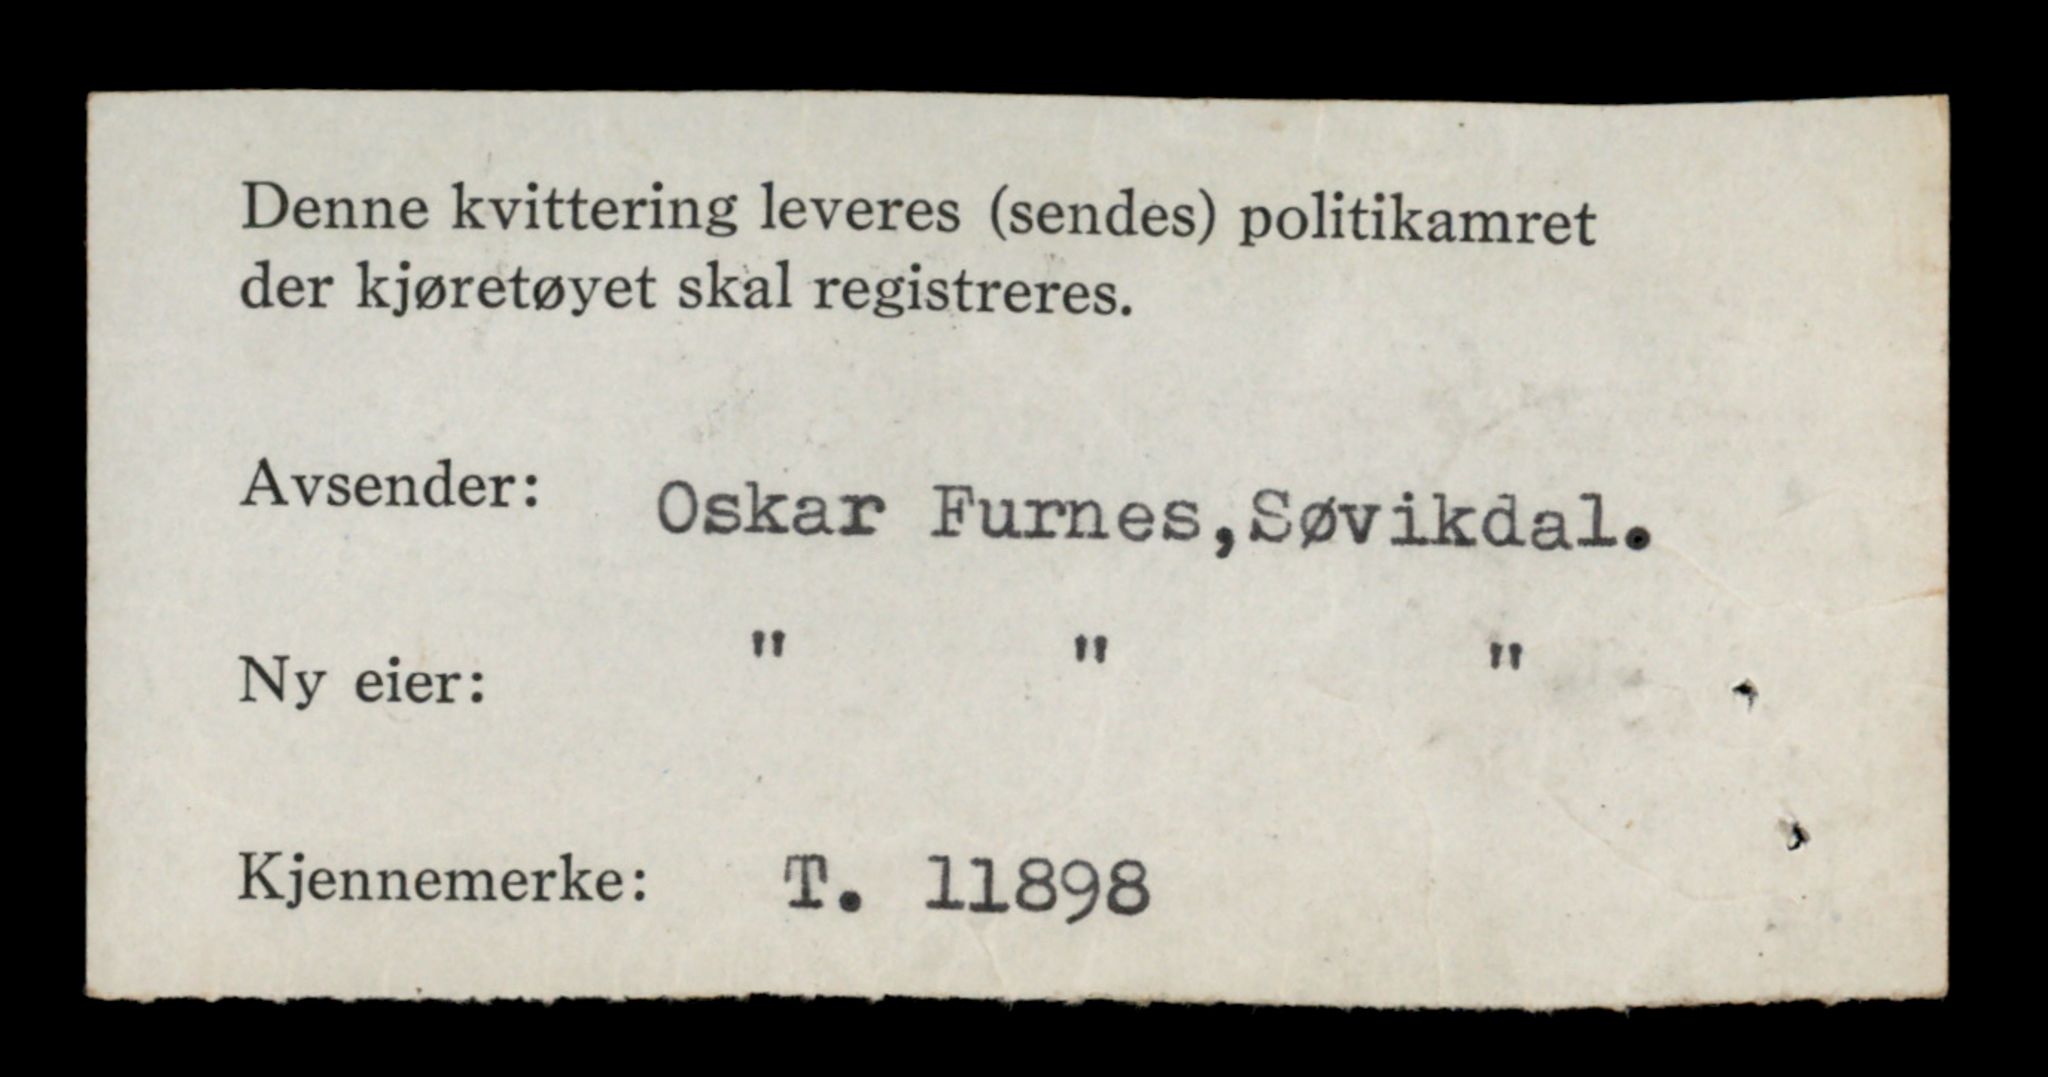 Denne kvittering leveres (sendes) politikamret
der kjøretøyet skal registreres.
Avsender: Oskar Furnes,Søvikdal.
Ny eier: " " "
Kjennemerke: T. 11898